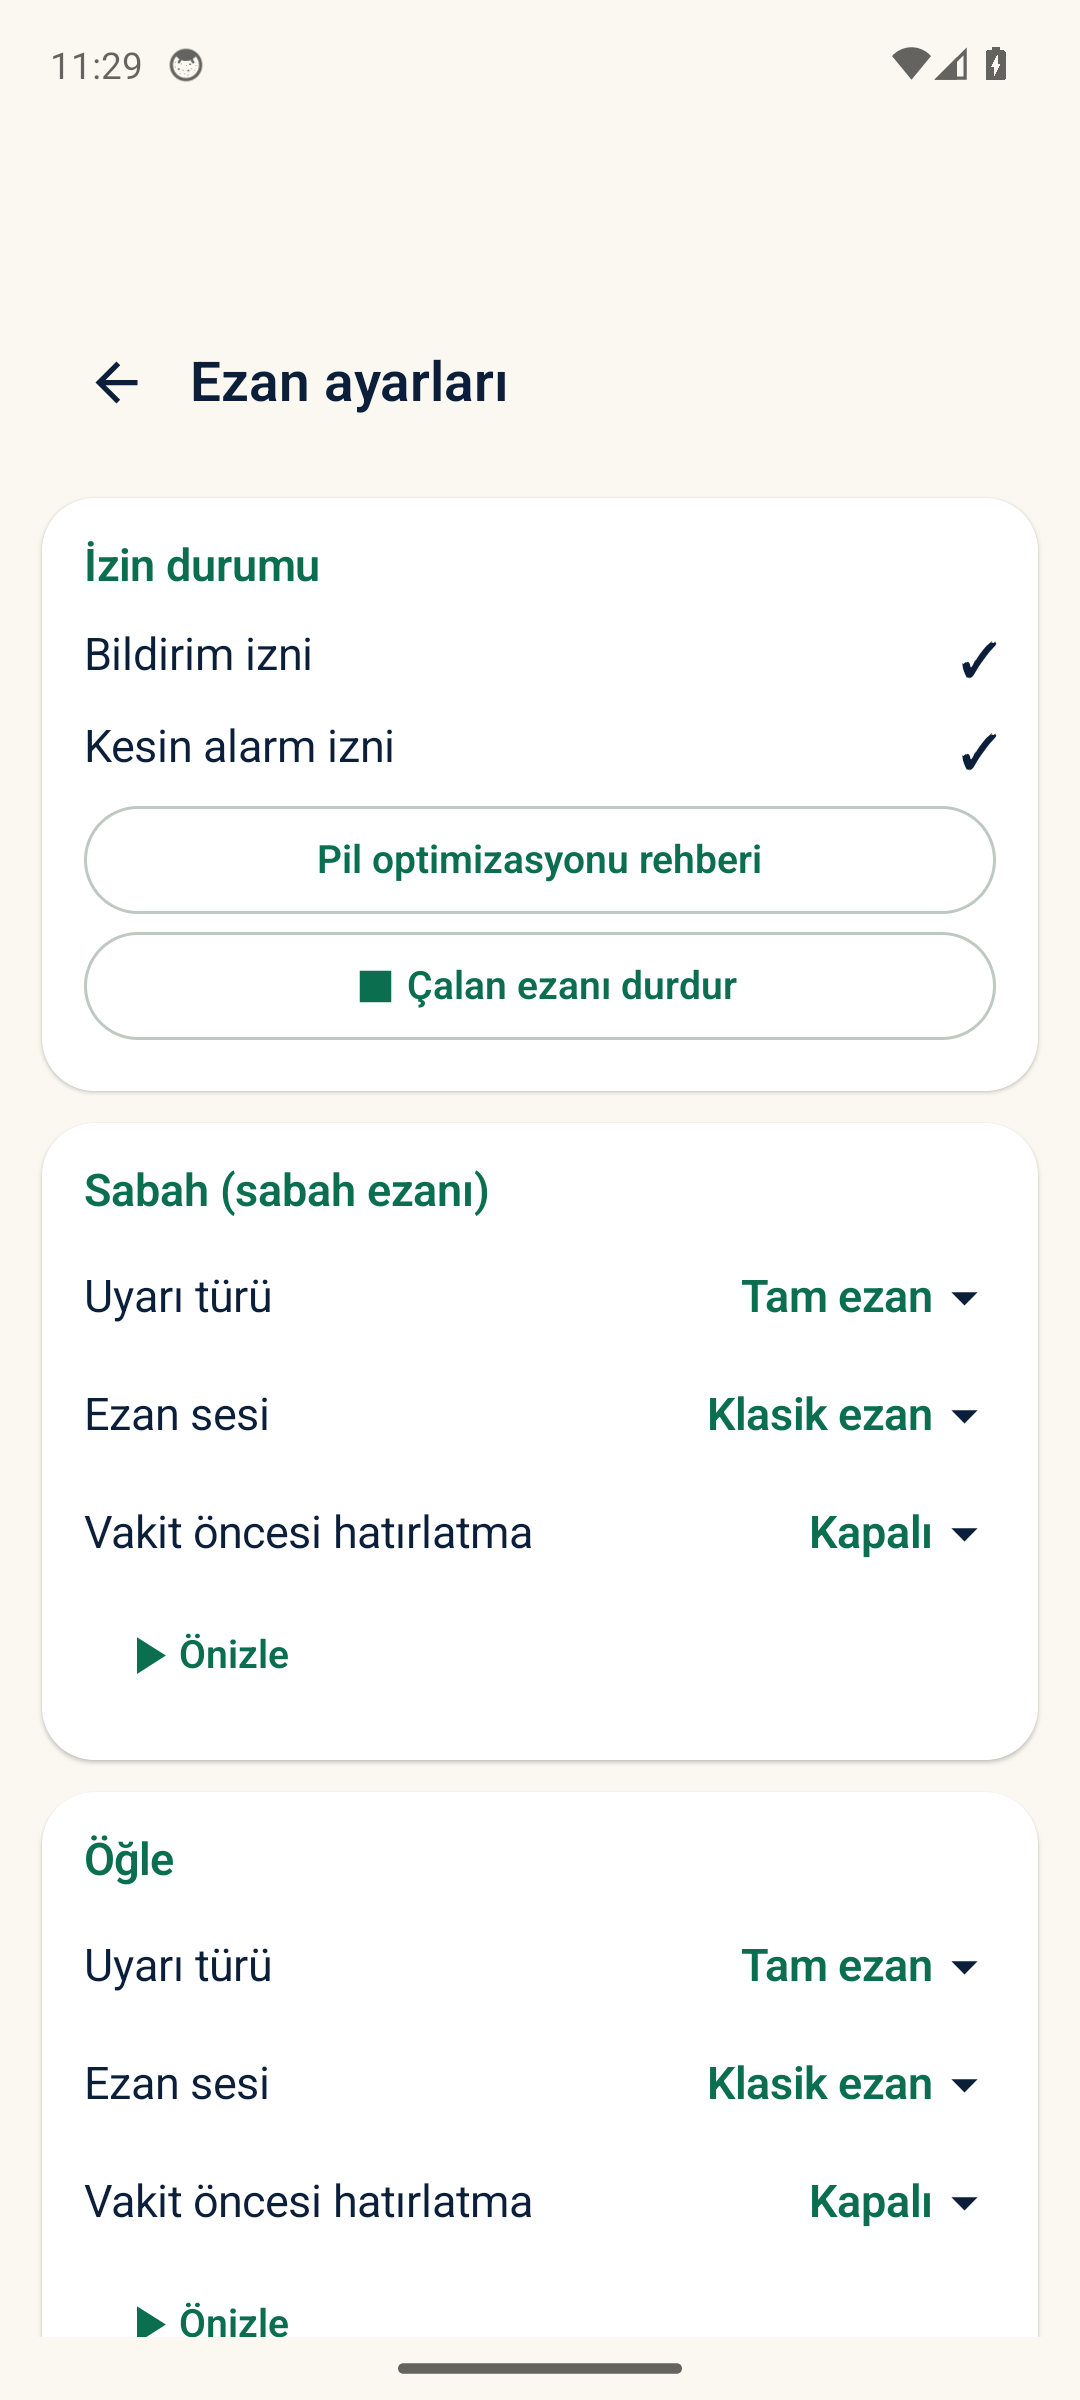 11:29
Ezan ayarları
İzin durumu
Bildirim izni ✓
Kesin alarm izni ✓
Pil optimizasyonu rehberi
■ Çalan ezanı durdur
Sabah (sabah ezanı)
Uyarı türü Tam ezan
Ezan sesi Klasik ezan
Vakit öncesi hatırlatma Kapalı
▶ Önizle
Öğle
Uyarı türü Tam ezan
Ezan sesi Klasik ezan
Vakit öncesi hatırlatma Kapalı
▶ Önizle